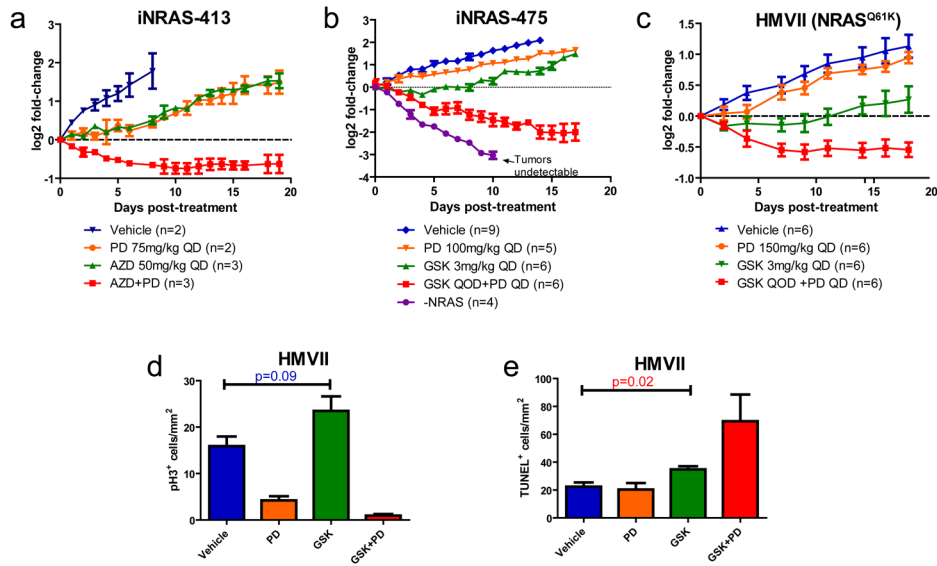 a
iNRAS-413
log2 fold-change
3
2
1
0
-1
0
5
10
15
20
Days post-treatment
Vehicle (n=2)
PD 75mg/kg QD (n=2)
AZD 50mg/kg QD (n=3)
AZD+PD (n=3)
b
iNRAS-475
log2 fold-change
2
1
0
-1
-2
-3
-4
0
5
10
15
20
Tumors
undetectable
Days post-treatment
Vehicle (n=9)
PD 100mg/kg QD (n=5)
GSK 3mg/kg QD (n=6)
GSK QOD+PD QD (n=6)
-NRAS (n=4)
c
HMVII (NRASQ61K)
log2 fold-change
1.5
1.0
0.5
0.0
-0.5
-1.0
0
5
10
15
20
Days post-treatment
Vehicle (n=6)
PD 150mg/kg QD (n=6)
GSK 3mg/kg QD (n=6)
GSK QOD +PD QD (n=6)
d
HMVII
p=0.09
pH3+ cells/mm2
30
20
10
0
Vehicle
PD
GSK
GSK+PD
e
HMVII
p=0.02
TUNEL+ cells/mm2
100
80
60
40
20
0
Vehicle
PD
GSK
GSK+PD